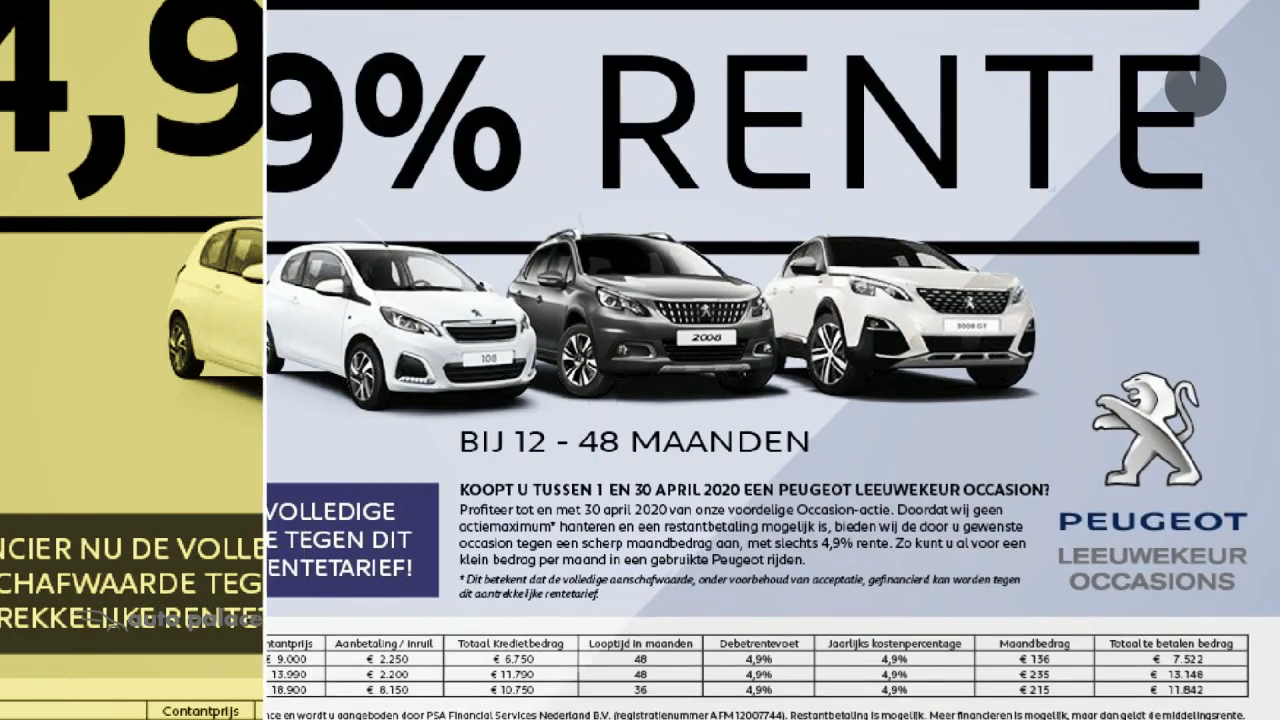 4,9
9% RENTE
108
2008
3008 GT
BIJ 12 - 48 MAANDEN
KOOPT U TUSSEN 1 EN 30 APRIL 2020 EEN PEUGEOT LEEUWEKEUR OCCASION?
Profiteer tot en met 30 april 2020 van onze voordelige Occasion-actie. Doordat wij geen
actiemaximum* hanteren en een restantbetaling mogelijk is, bieden wij de door u gewenste
occasion tegen een scherp maandbedrag aan, met slechts 4,9% rente. Zo kunt u al voor een
klein bedrag per maand in een gebruikte Peugeot rijden.
* Dit betekent dat de volledige aanschafwaarde, onder voorbehoud van acceptatie, gefinancierd kan worden tegen
dit aantrekkelijke rentetarief.
VOLLEDIGE
E TEGEN DIT
ENTETARIEF!
PEUGEOT
LEEUWEKEUR
OCCASIONS
NCIER NU DE VOLLE
CHAFWAARDE TEG
REKKELIJKE RENTE
auto palace
ntantprijs Aanbetaling / Inruil Totaal Kredietbedrag Looptijd in maanden Debetrentevoet Jaarlijks kostenpercentage Maandbedrag Totaal te betalen bedrag
€ 9.000 € 2.250 € 6.750 48 4,9% 4,9% € 136 € 7.522
13.990 € 2.200 € 11.790 48 4,9% 4,9% € 235 € 13.148
18.900 € 8.150 € 10.750 36 4,9% 4,9% € 215 € 11.842
Contantprijs
nce en wordt u aangeboden door PSA Financial Services Nederland B.V. (registratienummer AFM 12007744). Restantbetaling is mogelijk. Meer financieren is mogelijk, maar dan geldt de middelingsrente.